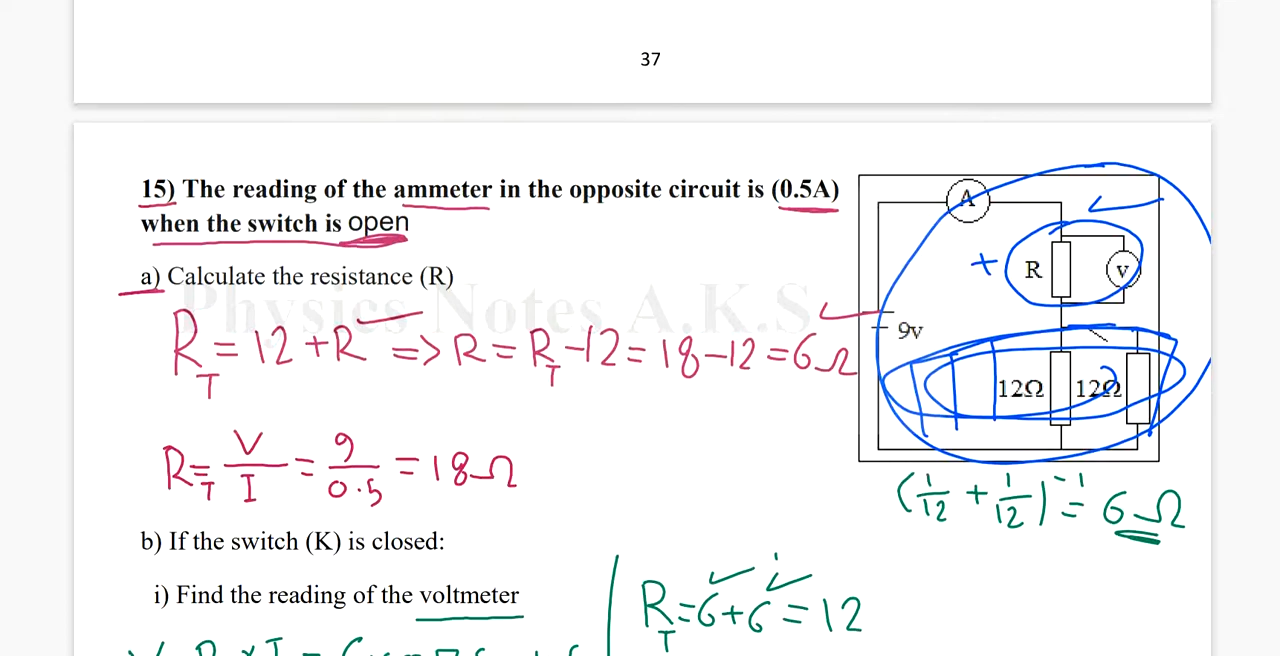 37
15) The reading of the ammeter in the opposite circuit is (0.5A)
when the switch is open
a) Calculate the resistance (R)
Physics Notes A.K.S
R_T = 12 + R => R = R_T - 12 = 18 - 12 = 6Ω
R_T = V/I = 9/0.5 = 18Ω
A
+ R V
9v
12Ω 12Ω
(1/12 + 1/12)^-1 = 6Ω
b) If the switch (K) is closed:
i) Find the reading of the voltmeter
R_T = 6 + 6 = 12